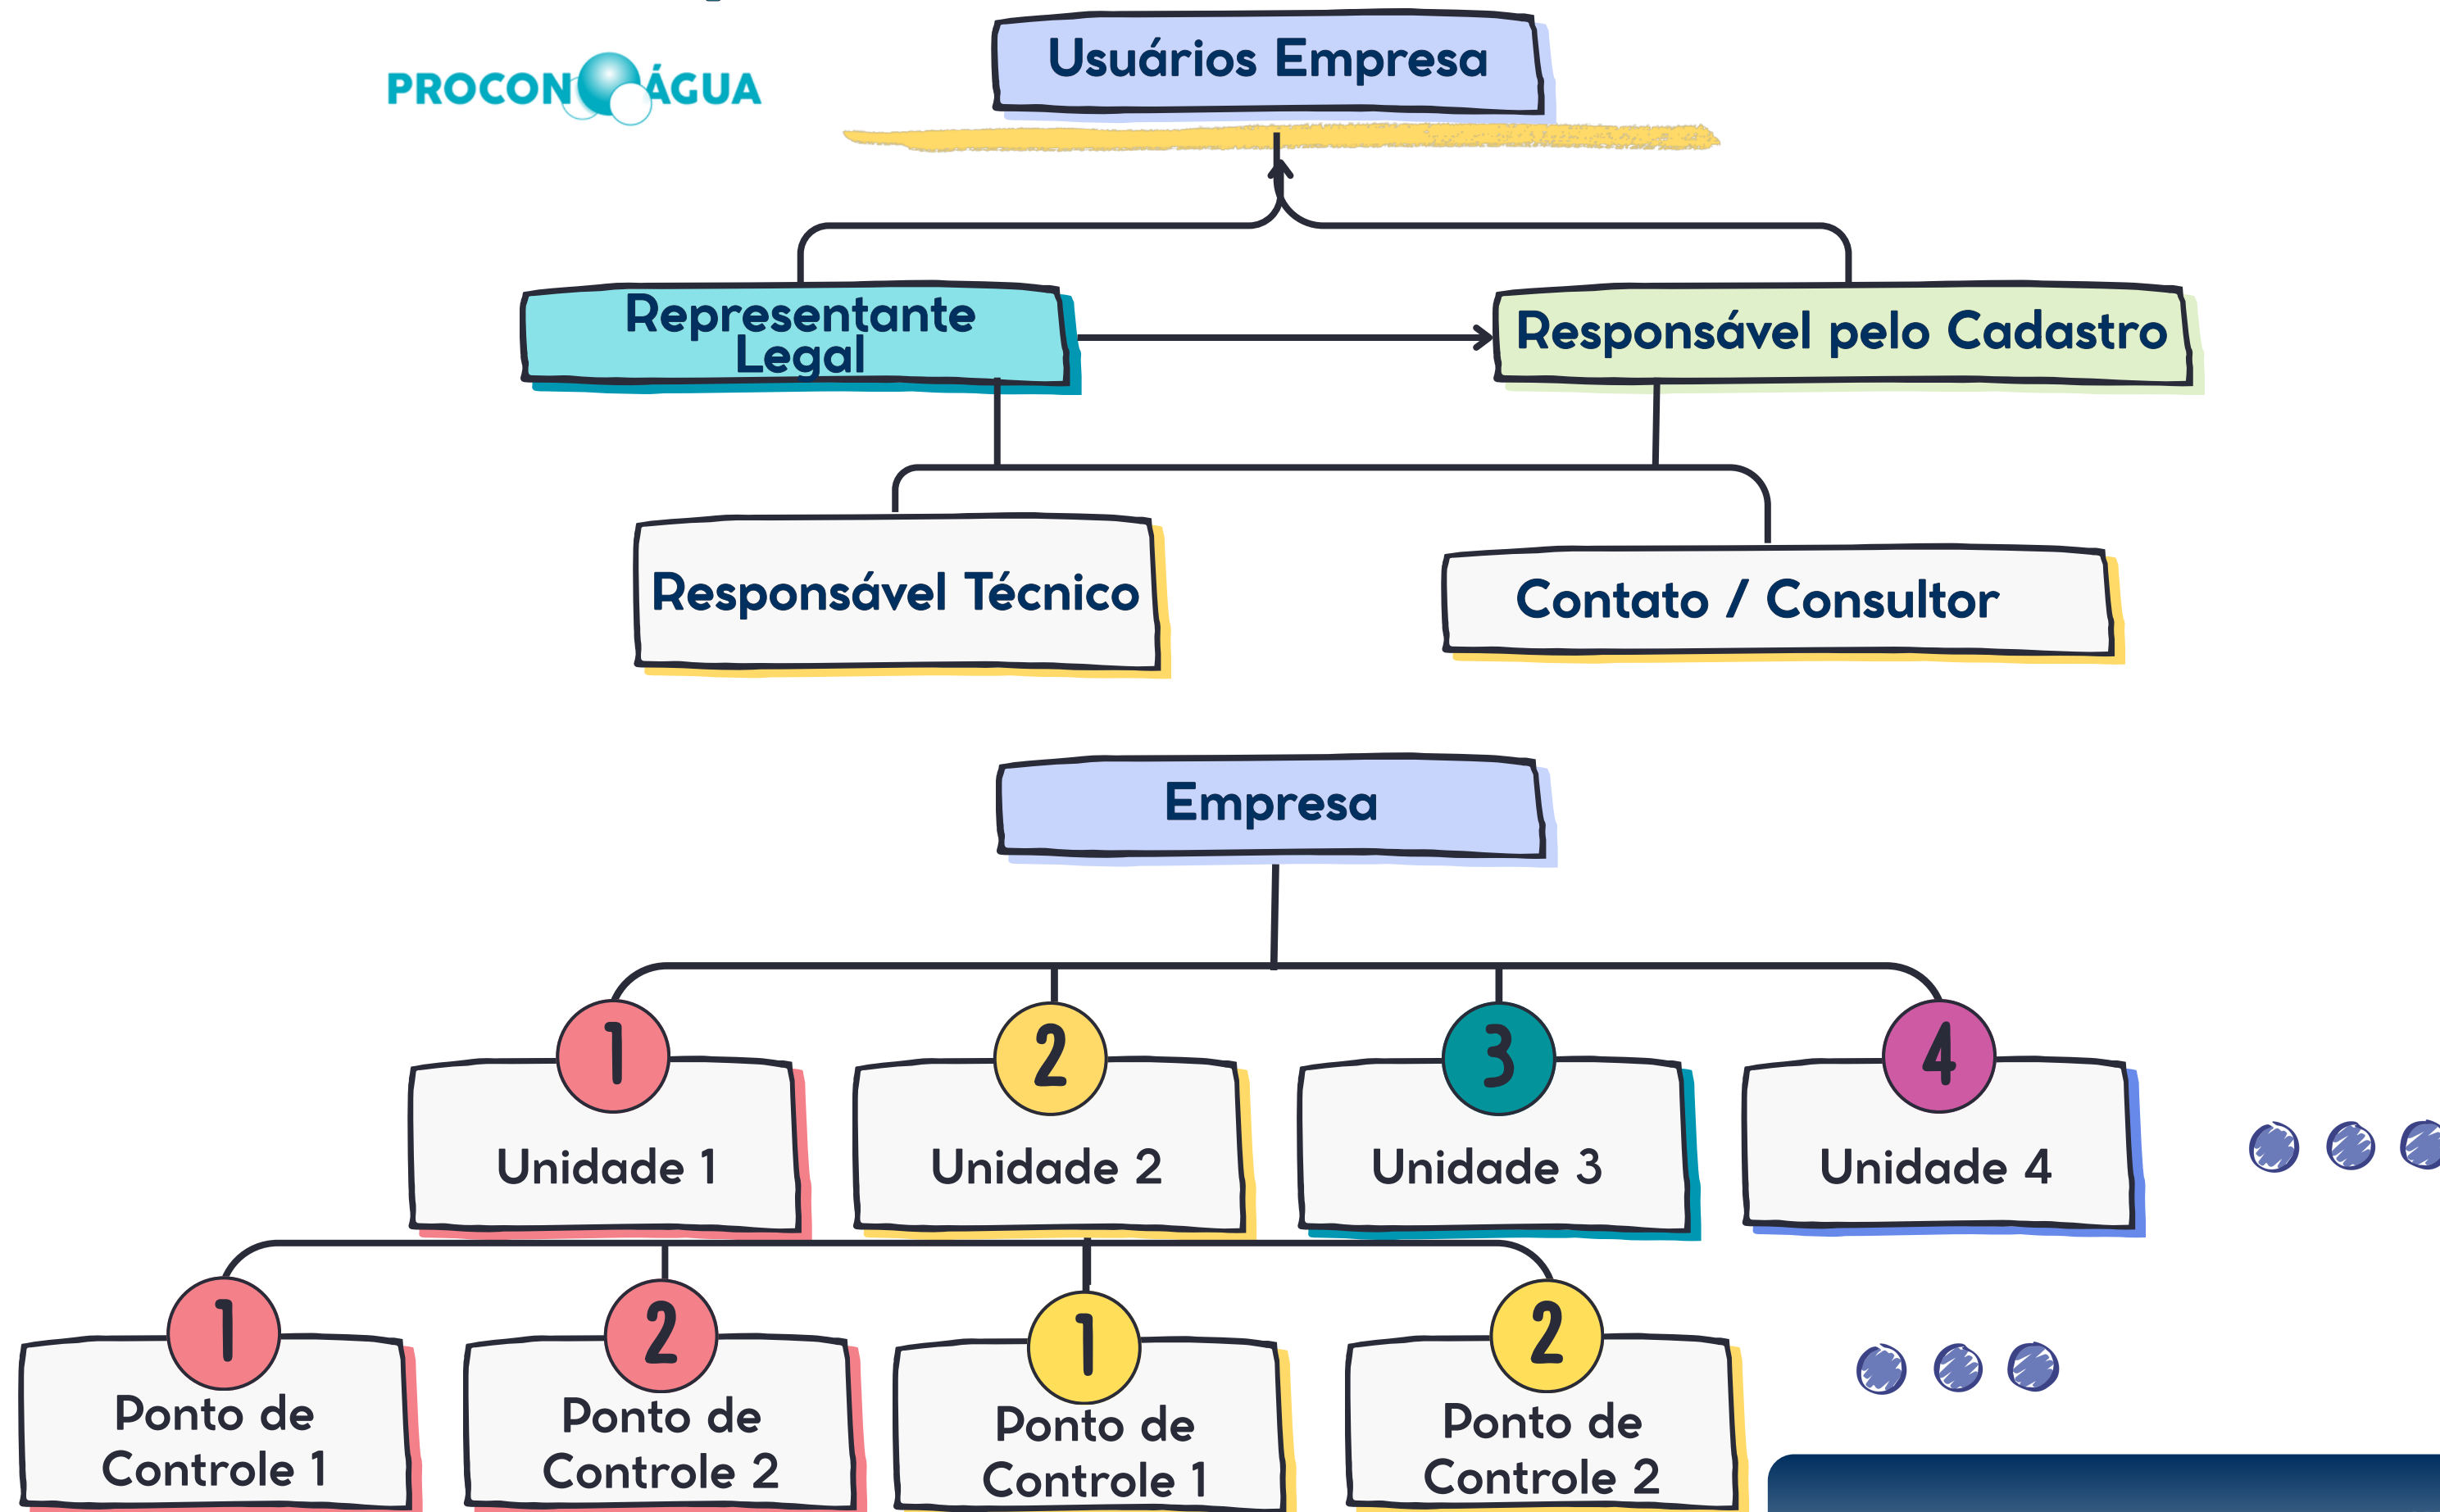 Usuários Empresa
PROCON ÁGUA
Representante
Legal
Responsável pelo Cadastro
Responsável Técnico
Contato / Consultor
Empresa
1
2
3
4
Unidade 1
Unidade 2
Unidade 3
Unidade 4
1
2
1
2
Ponto de
Controle 1
Ponto de
Controle 2
Ponto de
Controle 1
Ponto de
Controle 2